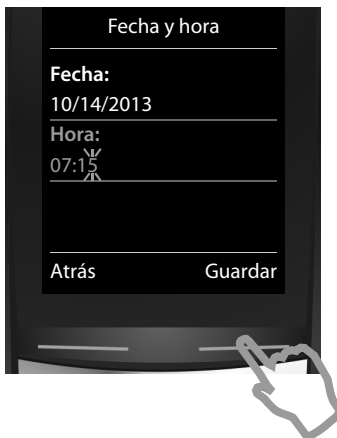 Fecha y hora
Fecha:
10/14/2013
Hora:
07:15
Atrás Guardar